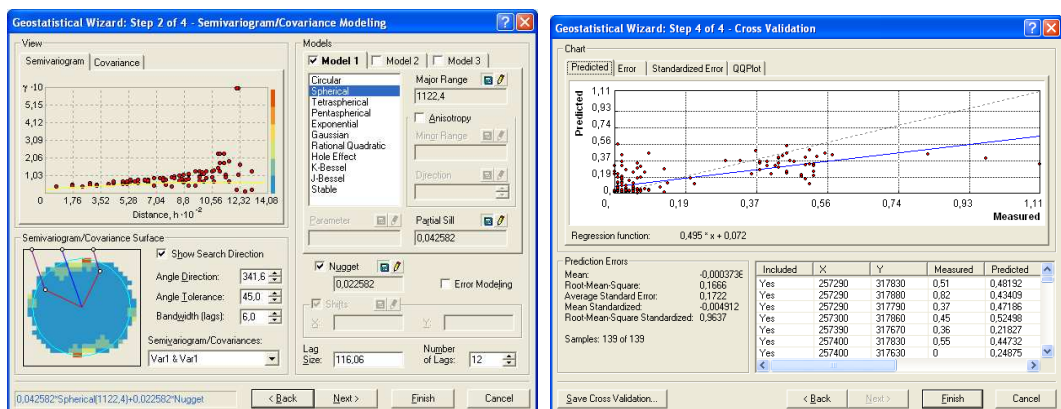 Geostatistical Wizard: Step 2 of 4 - Semivariogram/Covariance Modeling
View
Semivariogram
Covariance
γ ·10
5,15
4,12
3,09
2,06
1,03
0
1,76
3,52
5,28
7,04
8,8
10,56
12,32
14,08
Distance, h ·10⁻²
Semivariogram/Covariance Surface
Show Search Direction
Angle Direction:
341,6
Angle Tolerance:
45,0
Bandwidth (lags):
6,0
Semivariogram/Covariances:
Var1 & Var1
Models
Model 1
Model 2
Model 3
Circular
Spherical
Tetraspherical
Pentaspherical
Exponential
Gaussian
Rational Quadratic
Hole Effect
K-Bessel
J-Bessel
Stable
Major Range
1122,4
Anisotropy
Minor Range
Direction
Parameter
Partial Sill
0,042582
Nugget
0,022582
Error Modeling
Shifts
X:
Y:
Lag Size:
116,06
Number of Lags:
12
0,042582*Spherical(1122,4)+0,022582*Nugget
< Back
Next >
Finish
Cancel
Geostatistical Wizard: Step 4 of 4 - Cross Validation
Chart
Predicted
Error
Standardized Error
QQPlot
Predicted
1,11
0,93
0,74
0,56
0,37
0,19
0
0,19
0,37
0,56
0,74
0,93
1,11
Measured
Regression function: 0,495 * x + 0,072
Prediction Errors
Mean: -0,0003736
Root-Mean-Square: 0,1666
Average Standard Error: 0,1722
Mean Standardized: -0,004912
Root-Mean-Square Standardized: 0,9637
Samples: 139 of 139
Included X Y Measured Predicted
Yes 257290 317830 0,51 0,48192
Yes 257290 317880 0,82 0,43409
Yes 257290 317790 0,37 0,47186
Yes 257300 317860 0,45 0,52498
Yes 257390 317670 0,36 0,21827
Yes 257400 317640 0,55 0,44732
Yes 257400 317630 0 0,24875
Save Cross Validation...
< Back
Next >
Finish
Cancel